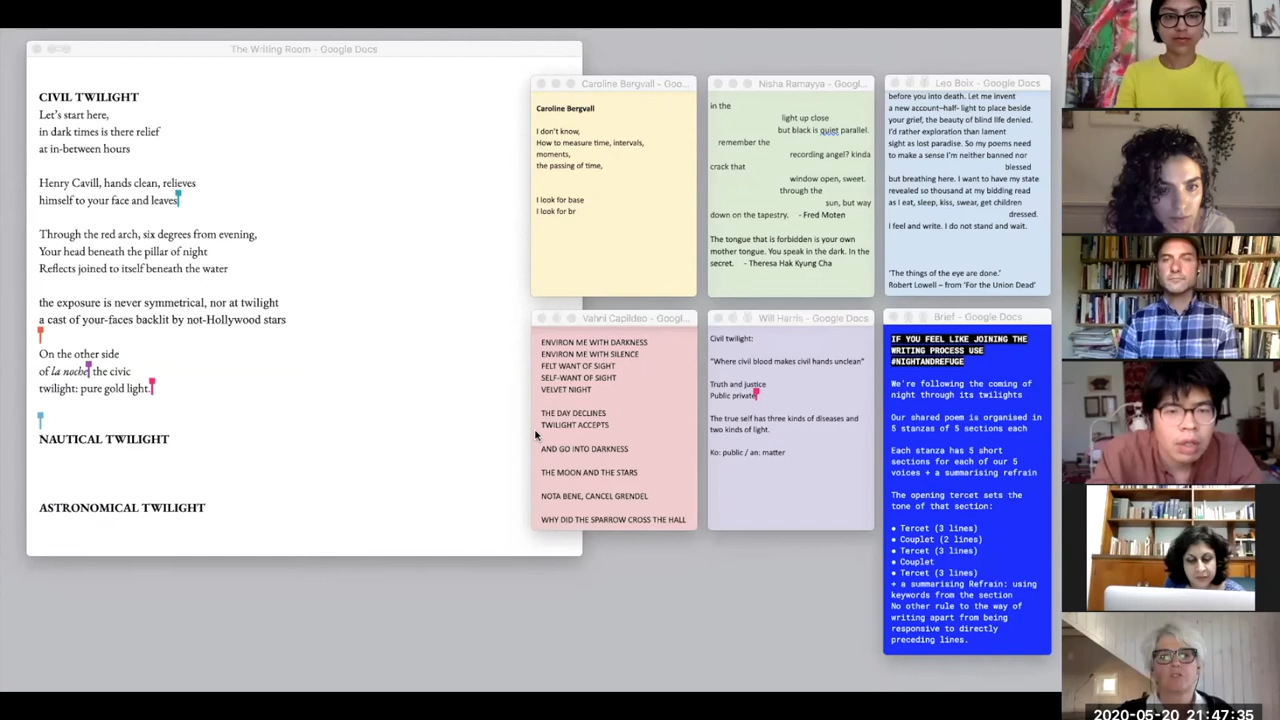 The Writing Room - Google Docs
CIVIL TWILIGHT
Let's start here,
in dark times is there relief
at in-between hours
Henry Cavill, hands clean, relieves
himself to your face and leaves
Through the red arch, six degrees from evening,
Your head beneath the pillar of night
Reflects joined to itself beneath the water
the exposure is never symmetrical, nor at twilight
a cast of your-faces backlit by not-Hollywood stars
On the other side
of la noche the civic
twilight: pure gold light.
NAUTICAL TWILIGHT
ASTRONOMICAL TWILIGHT
Caroline Bergvall - Goo...
Caroline Bergvall
I don't know,
How to measure time, intervals,
moments,
the passing of time,
I look for base
I look for br
Nisha Ramayya - Googl...
in the
light up close
but black is quiet parallel.
remember the
recording angel? kinda
crack that
window open, sweet.
through the
sun, but way
down on the tapestry. - Fred Moten
The tongue that is forbidden is your own
mother tongue. You speak in the dark. In the
secret. - Theresa Hak Kyung Cha
Leo Boix - Google Docs
before you into death. Let me invent
a new account–half- light to place beside
your grief, the beauty of blind life denied.
I'd rather exploration than lament
sight as lost paradise. So my poems need
to make a sense I'm neither banned nor
blessed
but breathing here. I want to have my state
revealed so thousand at my bidding read
as I eat, sleep, kiss, swear, get children
dressed.
I feel and write. I do not stand and wait.
'The things of the eye are done.'
Robert Lowell – from 'For the Union Dead'
Vahni Capildeo - Googl...
ENVIRON ME WITH DARKNESS
ENVIRON ME WITH SILENCE
FELT WANT OF SIGHT
SELF-WANT OF SIGHT
VELVET NIGHT
THE DAY DECLINES
TWILIGHT ACCEPTS
AND GO INTO DARKNESS
THE MOON AND THE STARS
NOTA BENE, CANCEL GRENDEL
WHY DID THE SPARROW CROSS THE HALL
Will Harris - Google Docs
Civil twilight:
"Where civil blood makes civil hands unclean"
Truth and justice
Public private
The true self has three kinds of diseases and
two kinds of light.
Ko: public / an: matter
Brief - Google Docs
IF YOU FEEL LIKE JOINING THE
WRITING PROCESS USE
#NIGHTANDREFUGE
We're following the coming of
night through its twilights
Our shared poem is organised in
5 stanzas of 5 sections each
Each stanza has 5 short
sections for each of our 5
voices + a summarising refrain
The opening tercet sets the
tone of that section:
● Tercet (3 lines)
● Couplet (2 lines)
● Tercet (3 lines)
● Couplet
● Tercet (3 lines)
+ a summarising Refrain: using
keywords from the section
No other rule to the way of
writing apart from being
responsive to directly
preceding lines.
2020-05-20 21:47:35